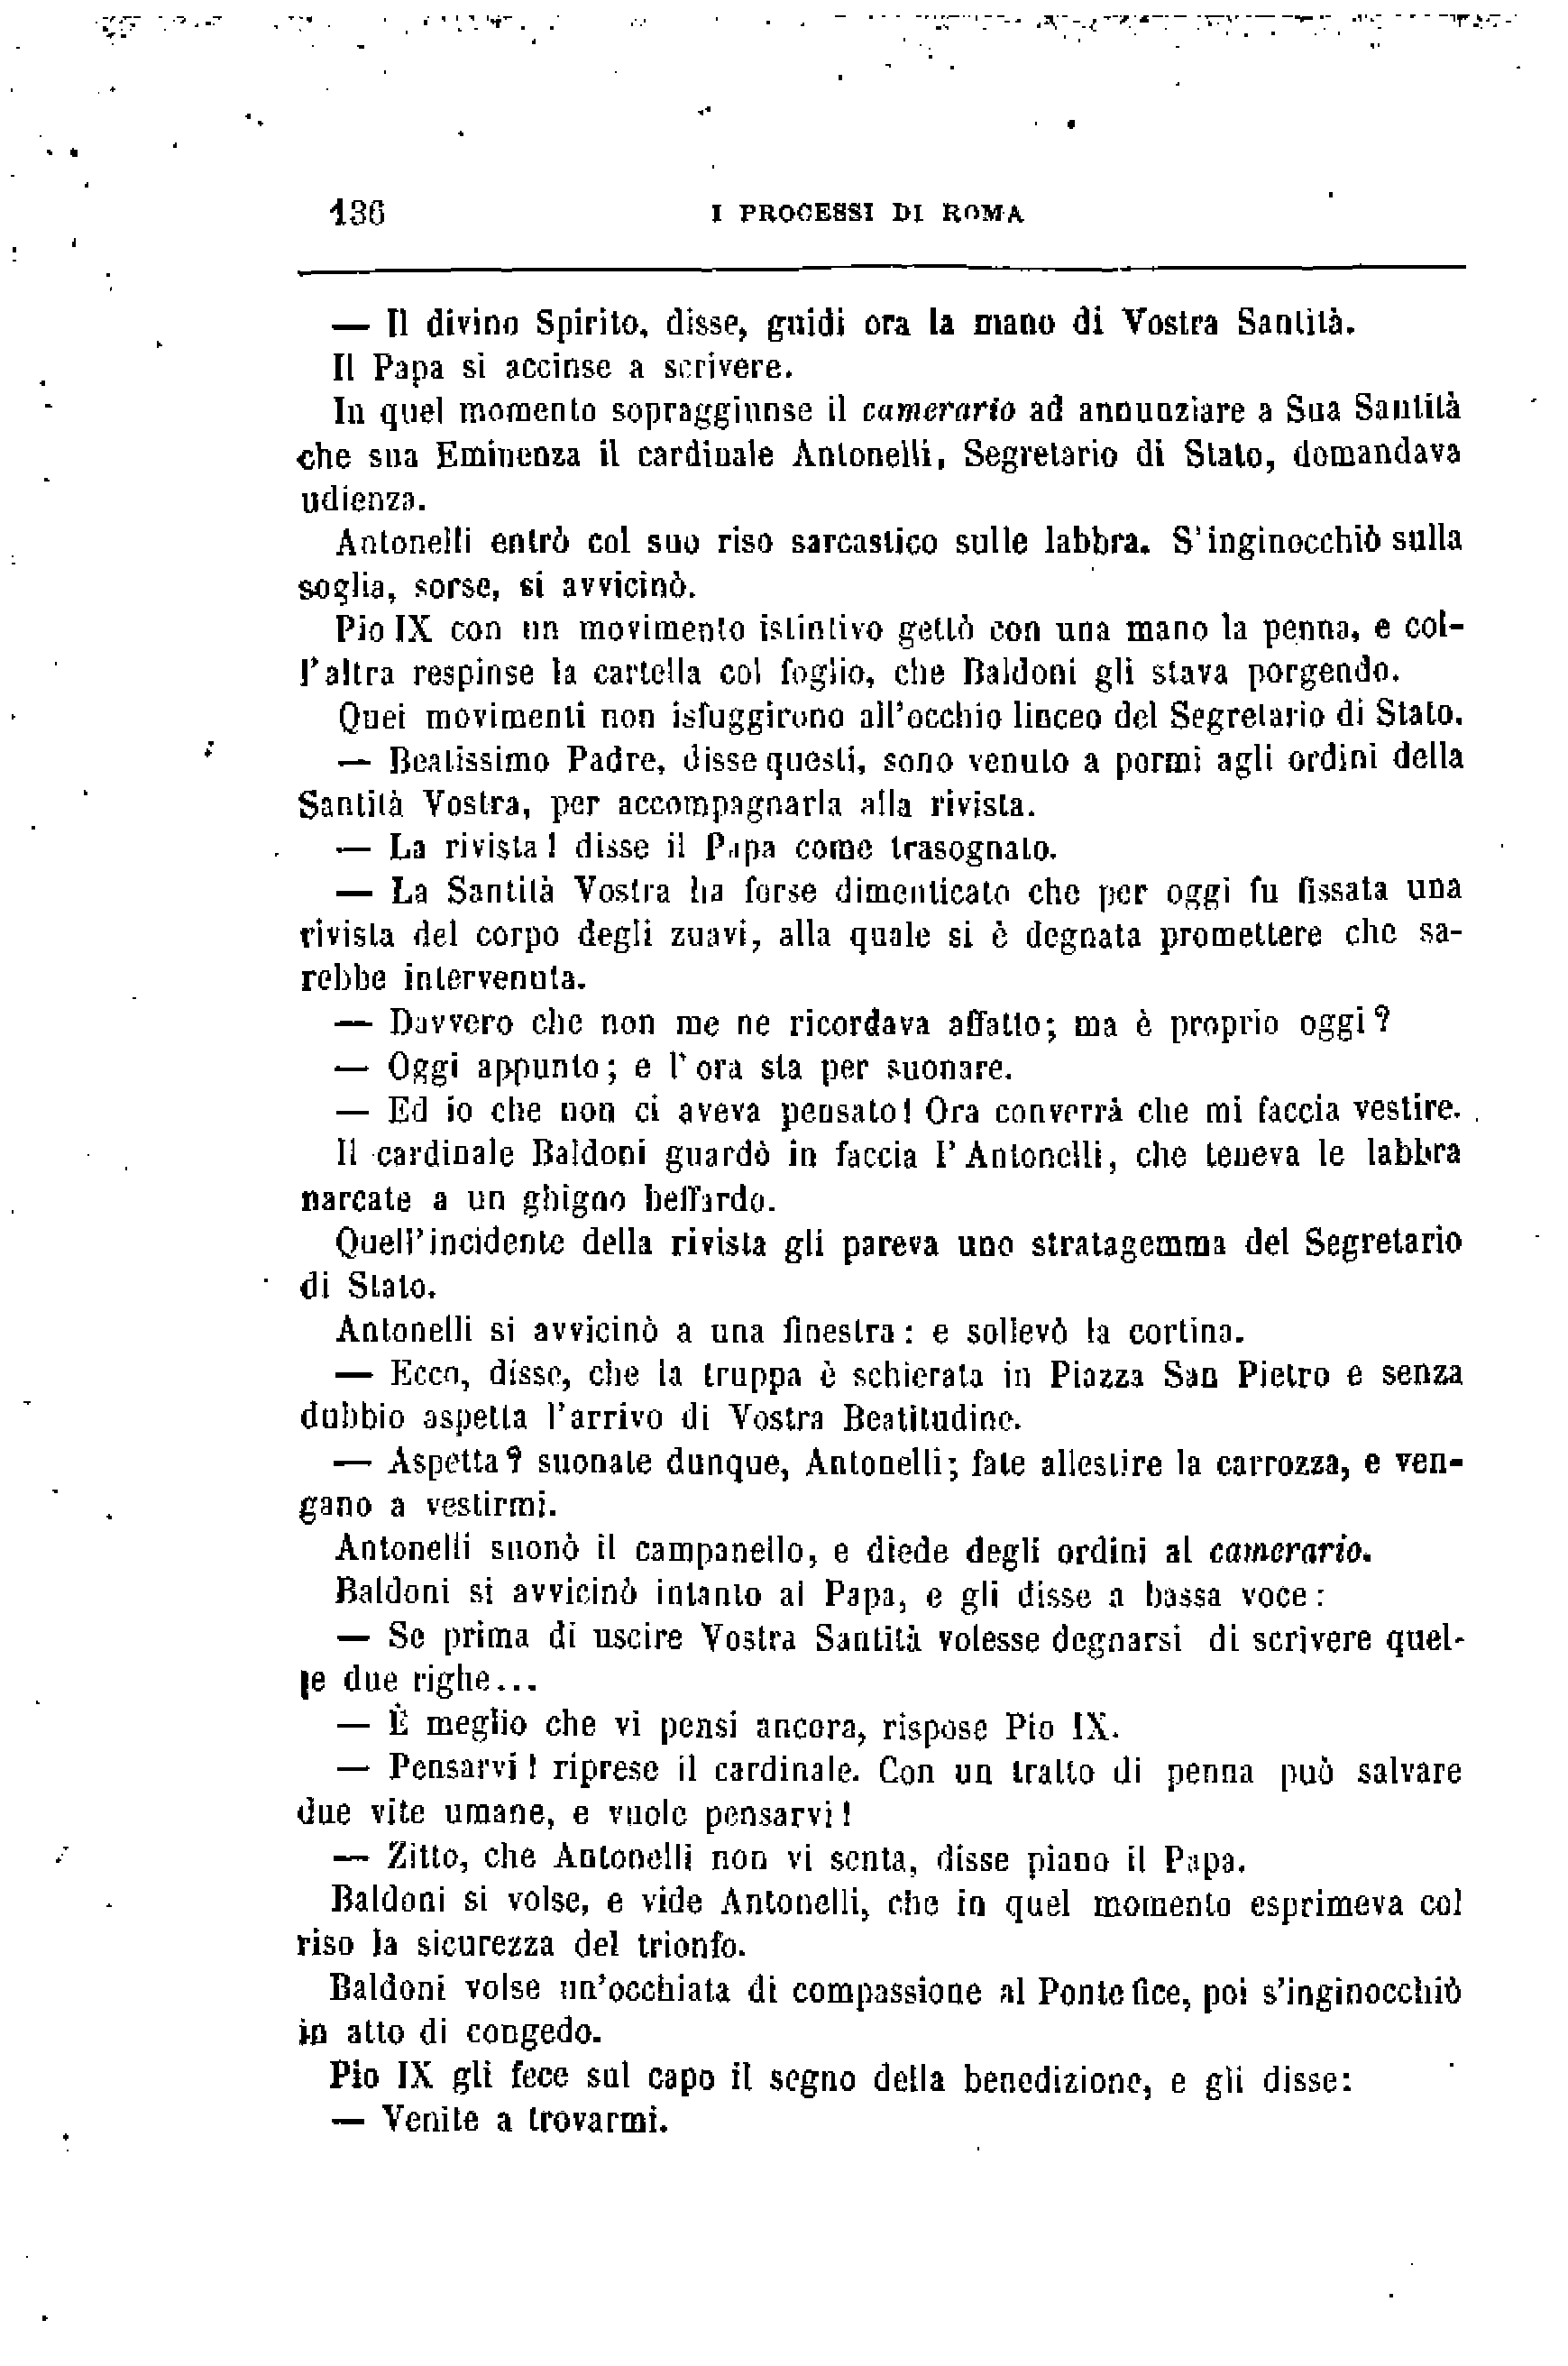 136 I PROCESSI DI ROMA
— Il divino Spirito, disse, guidi ora la mano di Vostra Santità.
Il Papa si accinse a scrivere.
In quel momento sopraggiunse il camerario ad annunziare a Sua Santità
che sua Eminenza il cardinale Antonelli, Segretario di Stato, domandava
udienza.
Antonelli entrò col suo riso sarcastico sulle labbra. S'inginocchiò sulla
soglia, sorse, si avvicinò.
Pio IX con un movimento istintivo gettò con una mano la penna, e col-
l'altra respinse la cartella col foglio, che Baldoni gli stava porgendo.
Quei movimenti non isfuggirono all'occhio linceo del Segretario di Stato.
— Beatissimo Padre, disse questi, sono venuto a pormi agli ordini della
Santità Vostra, per accompagnarla alla rivista.
— La rivista! disse il Papa come trasognato.
— La Santità Vostra ha forse dimenticato che per oggi fu fissata una
rivista del corpo degli zuavi, alla quale si è degnata promettere che sa-
rebbe intervenuta.
— Davvero che non me ne ricordava affatto; ma è proprio oggi?
— Oggi appunto; e l'ora sta per suonare.
— Ed io che non ci aveva pensato! Ora converrà che mi faccia vestire.
Il cardinale Baldoni guardò in faccia l'Antonelli, che teneva le labbra
narcate a un ghigno beffardo.
Quell'incidente della rivista gli pareva uno stratagemma del Segretario
di Stato.
Antonelli si avvicinò a una finestra: e sollevò la cortina.
— Ecco, disse, che la truppa è schierata in Piazza San Pietro e senza
dubbio aspetta l'arrivo di Vostra Beatitudine.
— Aspetta? suonate dunque, Antonelli; fate allestire la carrozza, e ven-
gano a vestirmi.
Antonelli suonò il campanello, e diede degli ordini al camerario.
Baldoni si avvicinò intanto al Papa, e gli disse a bassa voce:
— Se prima di uscire Vostra Santità volesse degnarsi di scrivere quel-
le due righe...
— È meglio che vi pensi ancora, rispose Pio IX.
— Pensarvi! riprese il cardinale. Con un tratto di penna può salvare
due vite umane, e vuole pensarvi!
— Zitto, che Antonelli non vi senta, disse piano il Papa.
Baldoni si volse, e vide Antonelli, che in quel momento esprimeva col
riso la sicurezza del trionfo.
Baldoni volse un'occhiata di compassione al Pontefice, poi s'inginocchiò
in atto di congedo.
Pio IX gli fece sul capo il segno della benedizione, e gli disse:
— Venite a trovarmi.